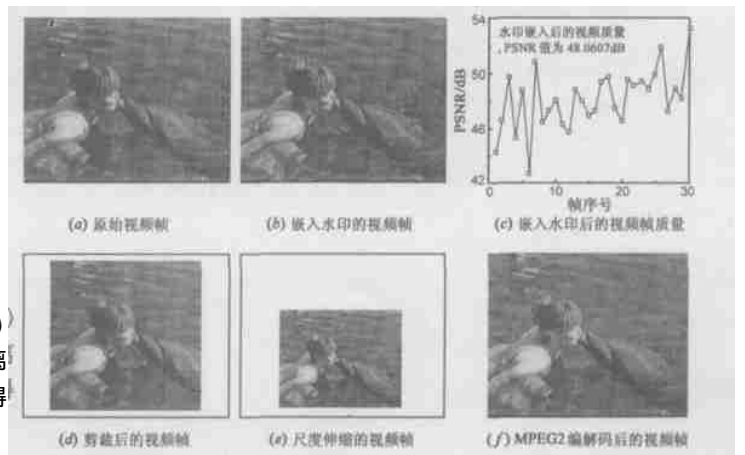 54
50
46
42
PSNR/dB
水印嵌入后的视频质量
, PSNR 值为 48.0607dB
0 10 20 30
帧序号
(a) 原始视频帧
(b) 嵌入水印的视频帧
(c) 嵌入水印后的视频帧质量
)
离
得
(d) 剪裁后的视频帧
(e) 尺度伸缩的视频帧
(f) MPEG2 编解码后的视频帧